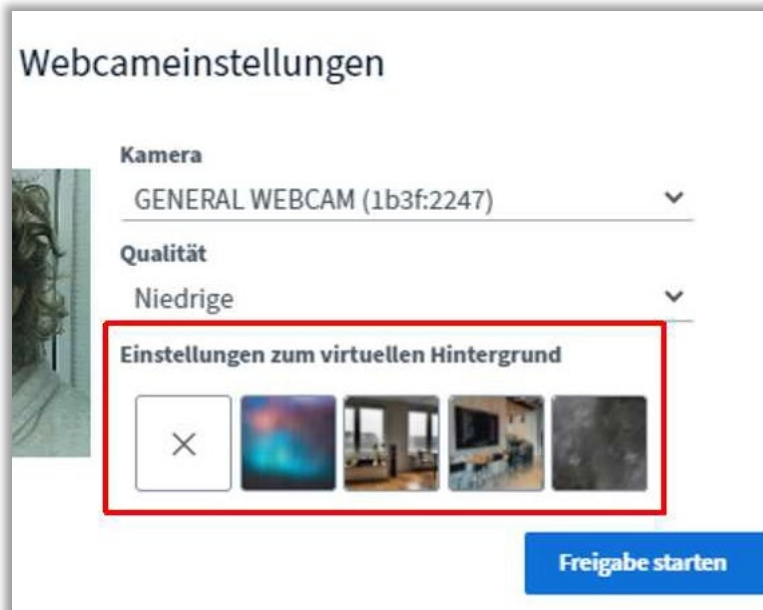 Webcameinstellungen
Kamera
GENERAL WEBCAM (1b3f:2247)
Qualität
Niedrige
Einstellungen zum virtuellen Hintergrund
Freigabe starten